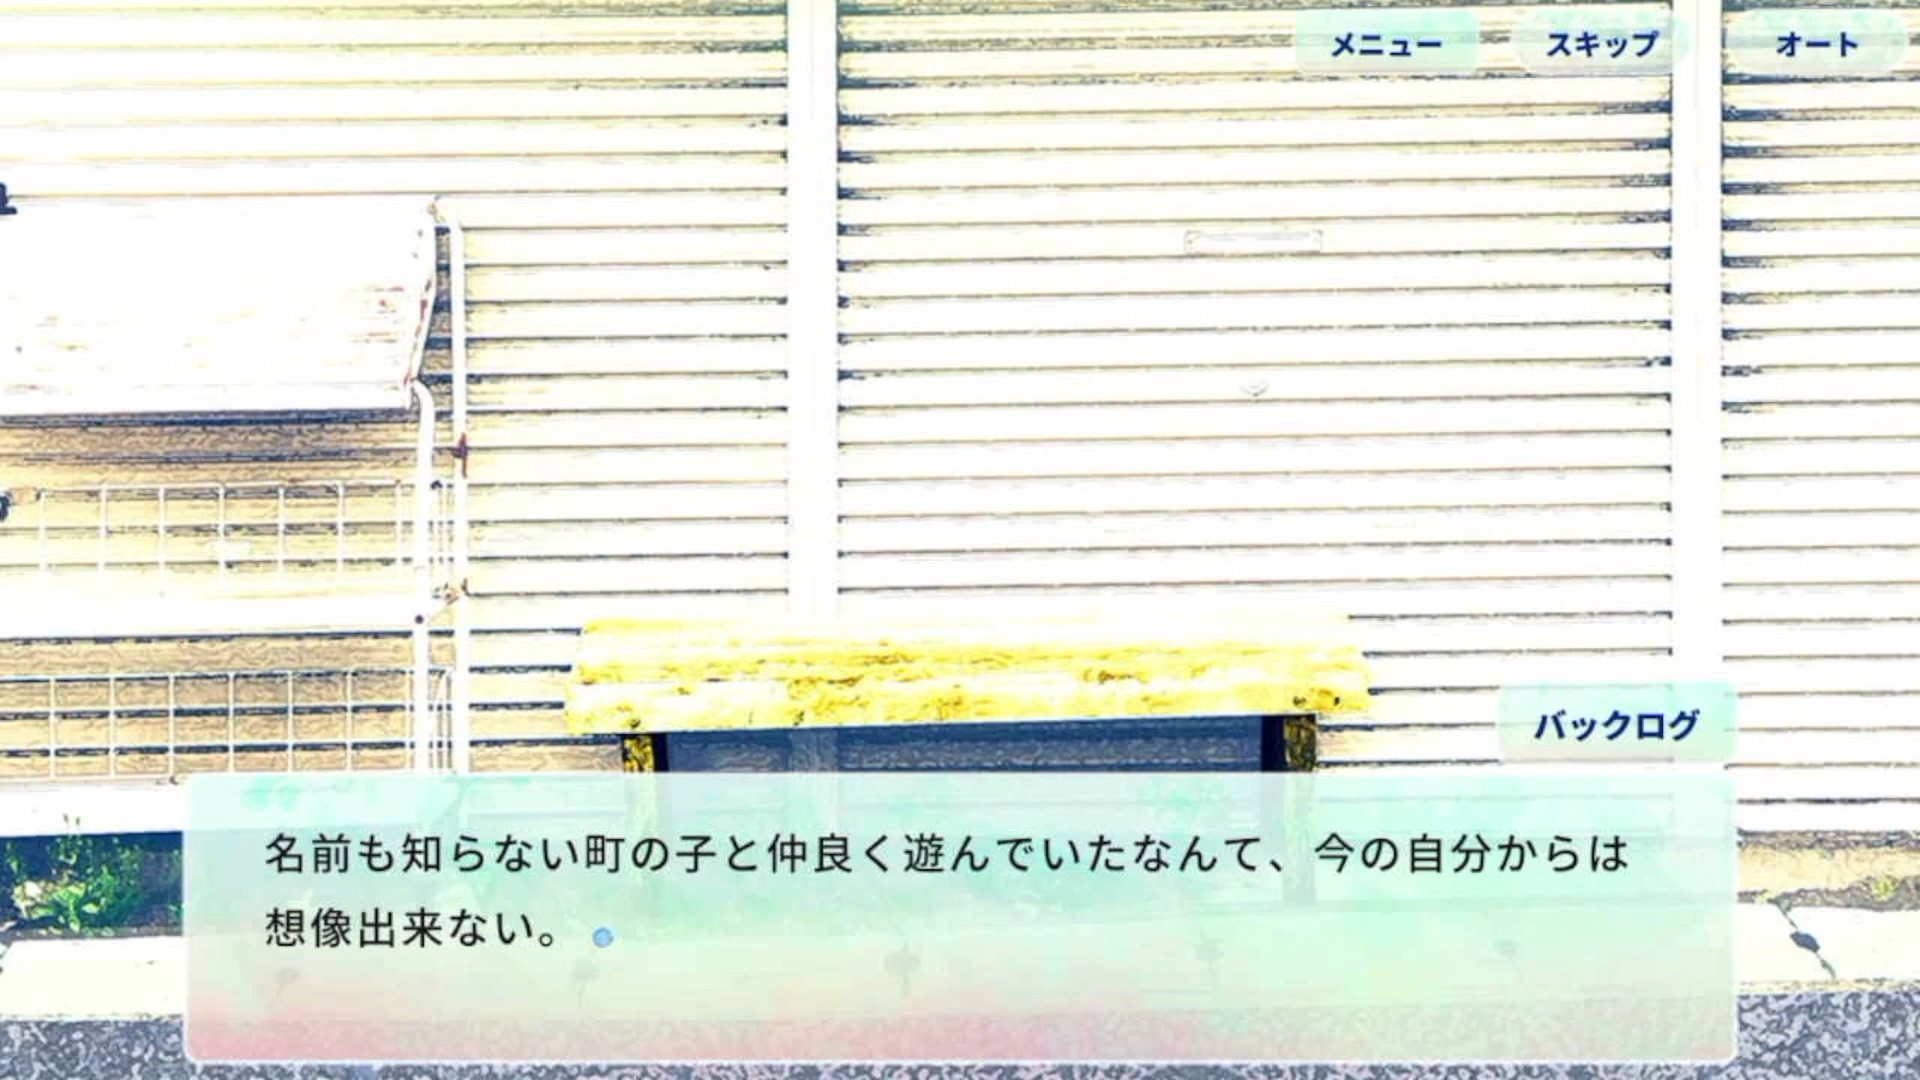 メニュー
スキップ
オート
バックログ
名前も知らない町の子と仲良く遊んでいたなんて、今の自分からは
想像出来ない。